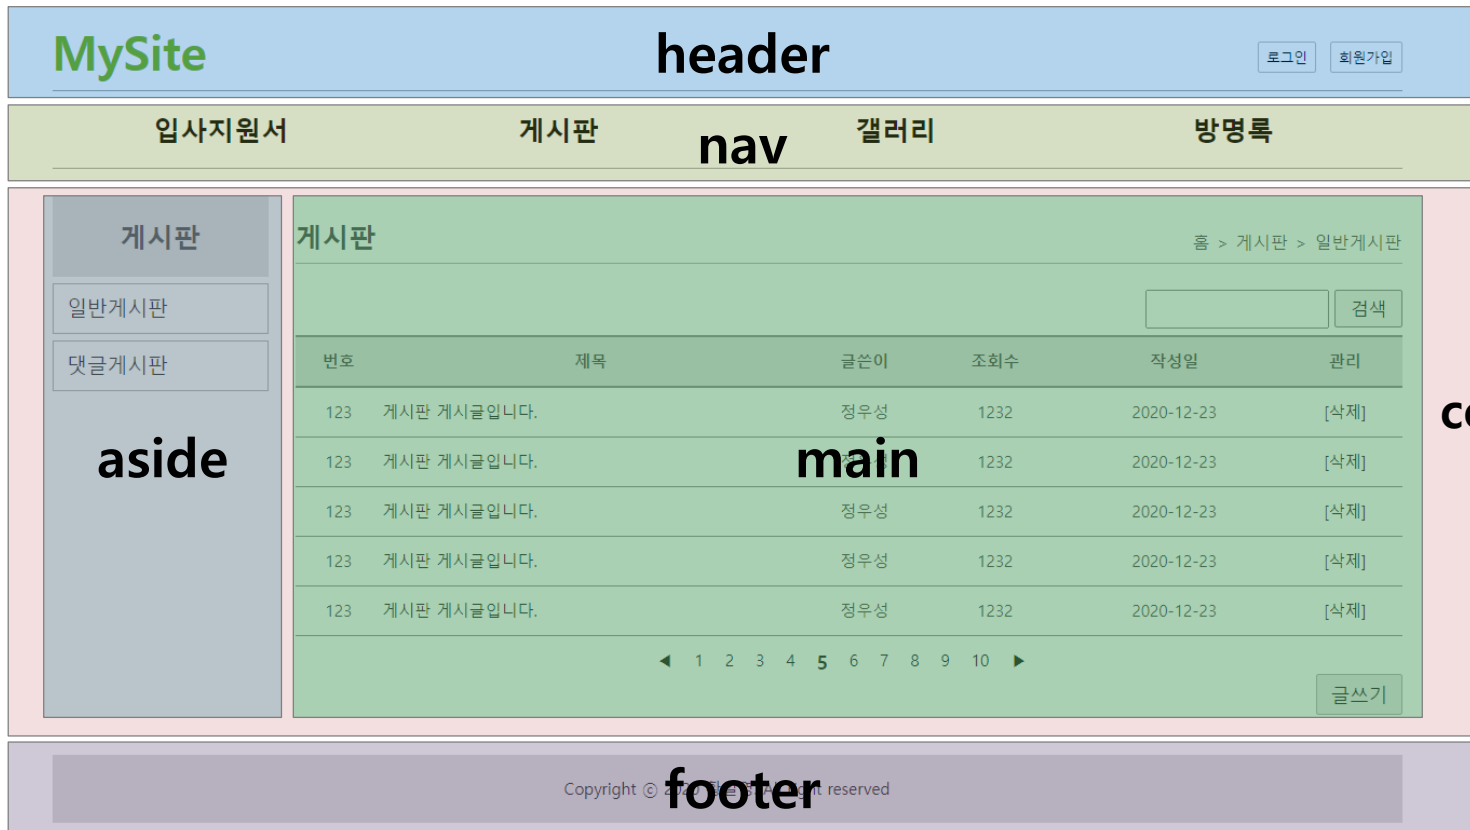 MySite
header
로그인
회원가입
입사지원서
게시판
nav
갤러리
방명록
게시판
일반게시판
댓글게시판
aside
게시판
홈 > 게시판 > 일반게시판
검색
번호 제목 글쓴이 조회수 작성일 관리
123 게시판 게시글입니다. 정우성 1232 2020-12-23 [삭제]
123 게시판 게시글입니다. 1232 2020-12-23 [삭제]
main
123 게시판 게시글입니다. 정우성 1232 2020-12-23 [삭제]
123 게시판 게시글입니다. 정우성 1232 2020-12-23 [삭제]
123 게시판 게시글입니다. 정우성 1232 2020-12-23 [삭제]
◀ 1 2 3 4 5 6 7 8 9 10 ▶
글쓰기
Copyright ⓒ reserved
footer